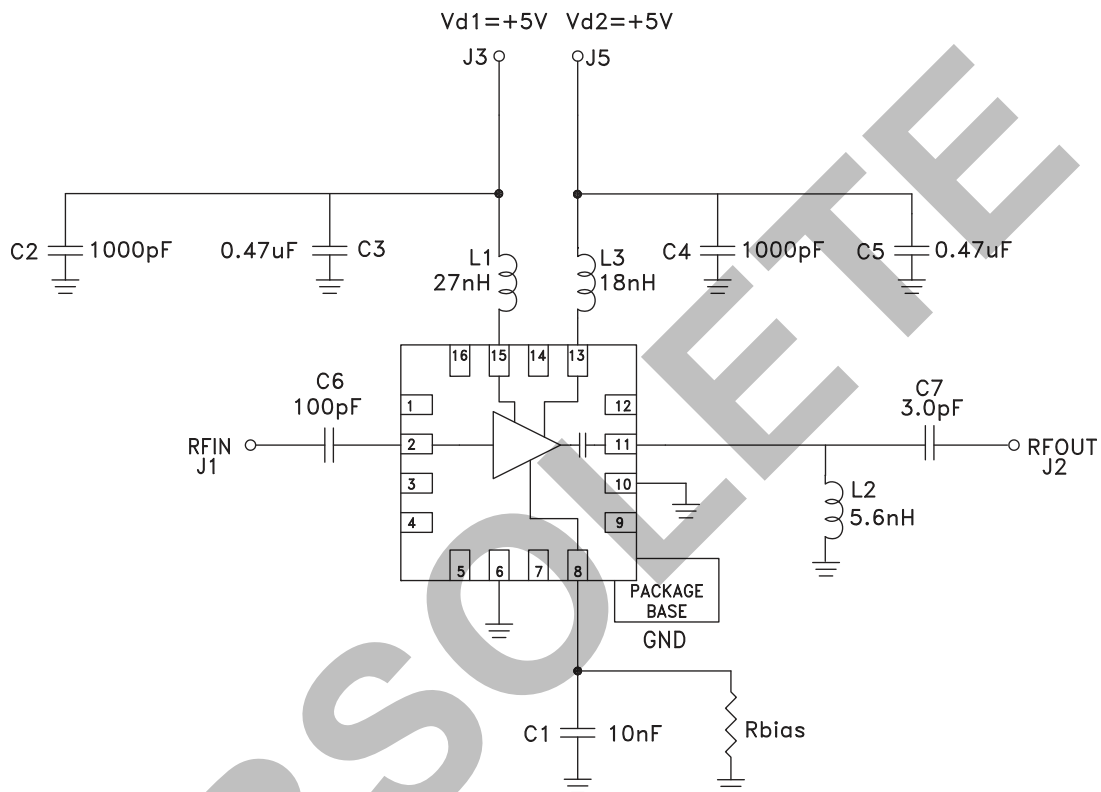 Vd1=+5V Vd2=+5V
J3 J5
C2 1000pF 0.47uF C3 C4 1000pF C5 0.47uF
L1
27nH
L3
18nH
16 15 14 13
1 12
2 11
3 10
4 9
5 6 7 8
C6
100pF
RFIN
J1
C7
3.0pF
RFOUT
J2
L2
5.6nH
PACKAGE
BASE
GND
C1 10nF Rbias
OBSOLETE